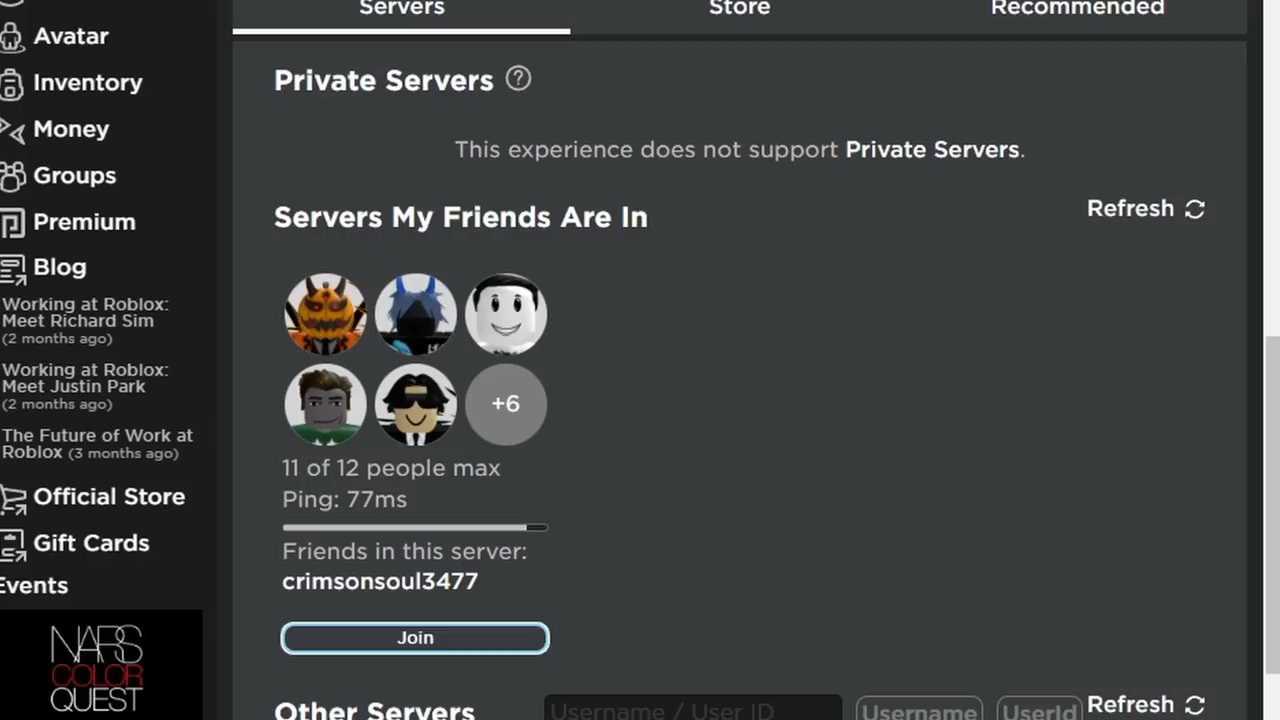 Servers
Store
Recommended
Avatar
Inventory
Money
Groups
Premium
Blog
Working at Roblox:
Meet Richard Sim
(2 months ago)
Working at Roblox:
Meet Justin Park
(2 months ago)
The Future of Work at
Roblox (3 months ago)
Official Store
Gift Cards
Events
NARS
COLOR
QUEST
Private Servers ?
This experience does not support Private Servers.
Servers My Friends Are In
Refresh
+6
11 of 12 people max
Ping: 77ms
Friends in this server:
crimsonsoul3477
Join
Other Servers
Username / User ID
Username
UserId
Refresh